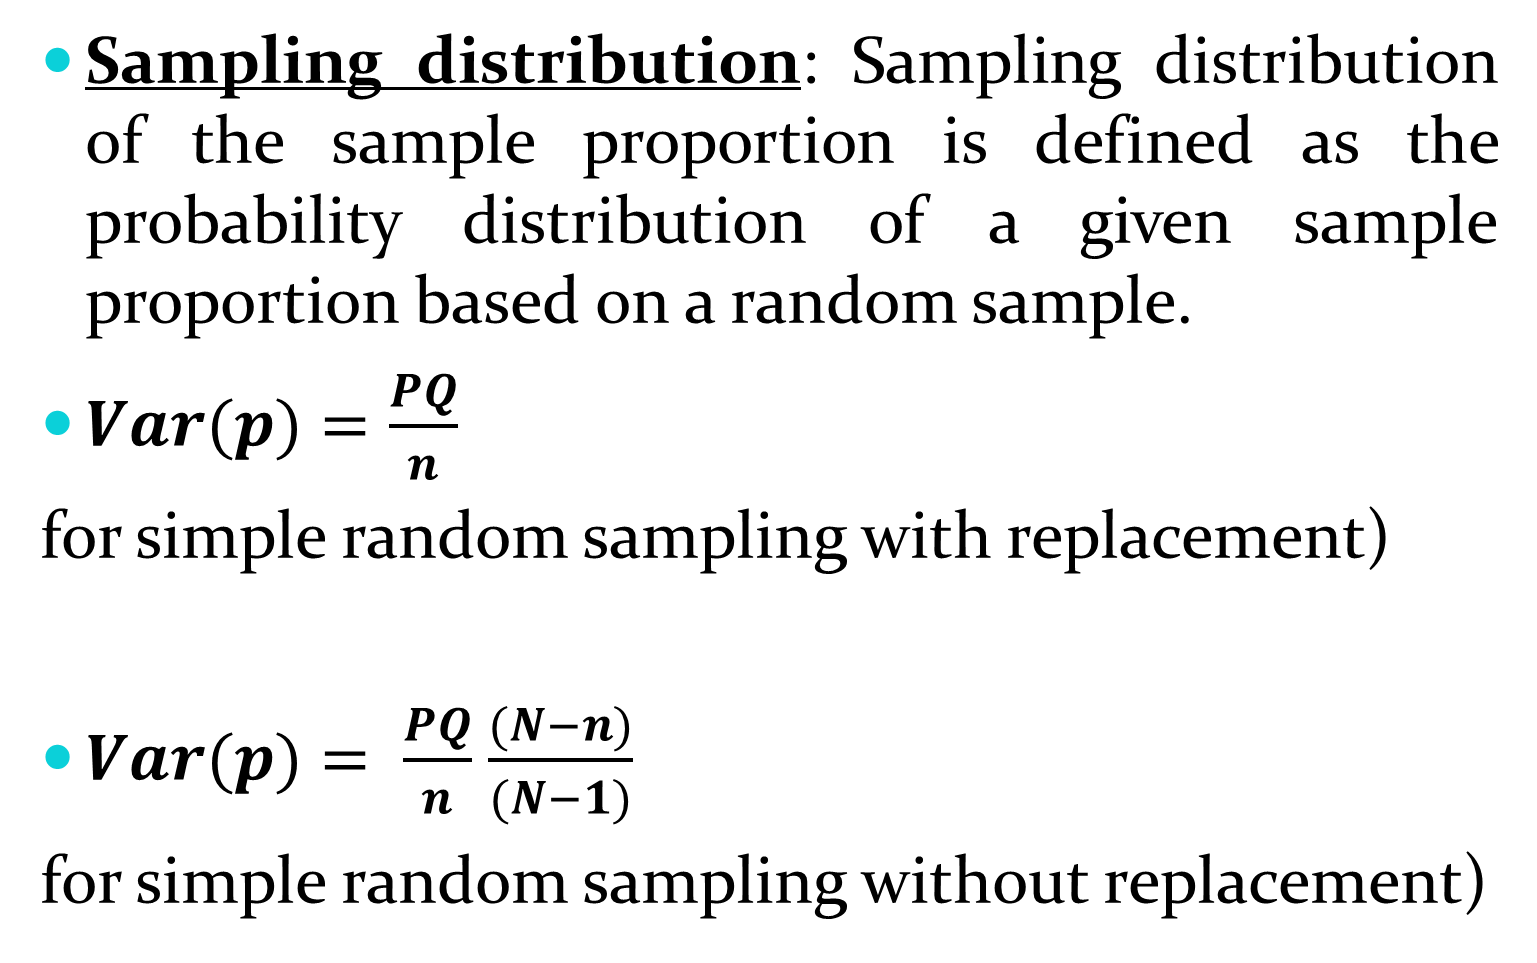 • Sampling distribution: Sampling distribution
of the sample proportion is defined as the
probability distribution of a given sample
proportion based on a random sample.
• Var(p) = PQ/n
for simple random sampling with replacement)
• Var(p) = PQ/n (N−n)/(N−1)
for simple random sampling without replacement)